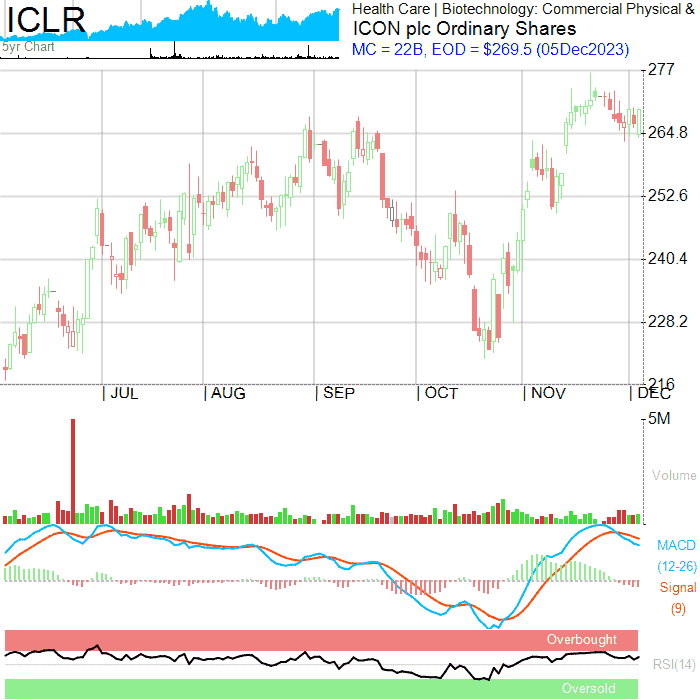 ICLR
5yr Chart
Health Care | Biotechnology: Commercial Physical &
ICON plc Ordinary Shares
MC = 22B, EOD = $269.5 (05Dec2023)
277
264.8
252.6
240.4
228.2
216
| JUL | AUG | SEP | OCT | NOV | DEC
5M
Volume
MACD
(12-26)
Signal
(9)
Overbought
RSI(14)
Oversold